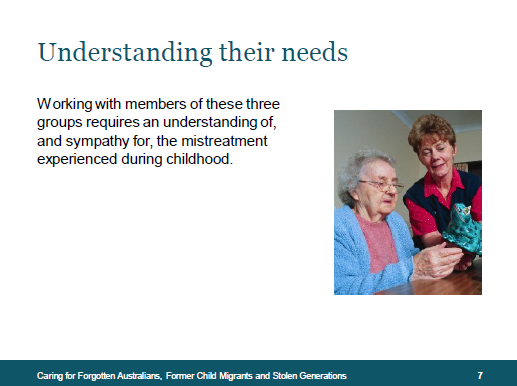 Understanding their needs
Working with members of these three
groups requires an understanding of,
and sympathy for, the mistreatment
experienced during childhood.
Caring for Forgotten Australians, Former Child Migrants and Stolen Generations
7